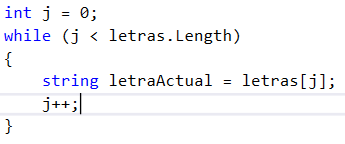 int j = 0;
while (j < letras.Length)
{
    string letraActual = letras[j];
    j++;
}